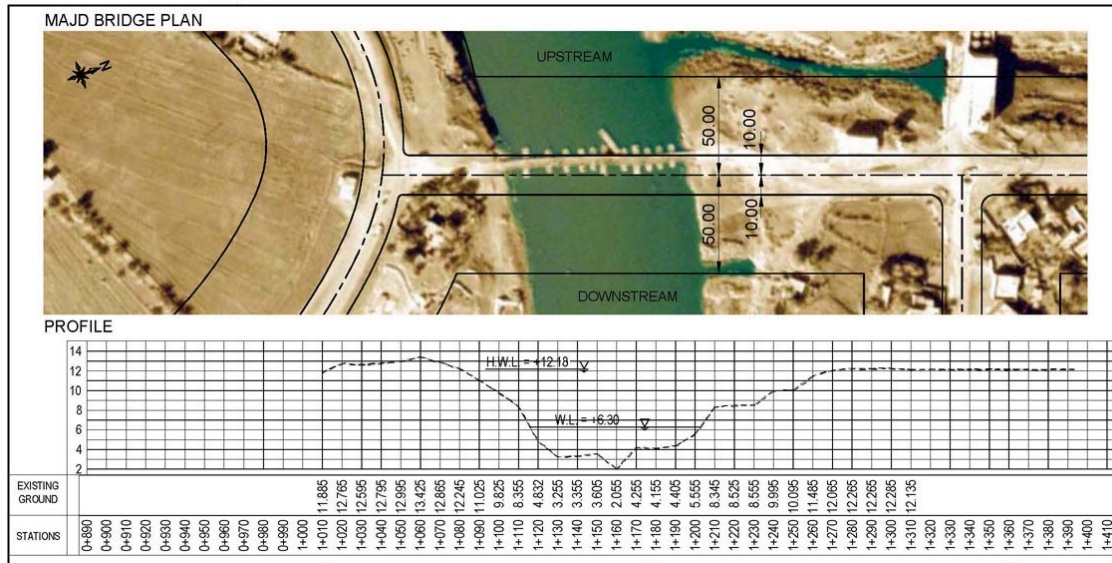 MAJD BRIDGE PLAN
N
UPSTREAM
50.00
10.00
50.00
10.00
DOWNSTREAM
PROFILE
14
12
10
8
6
4
2
H.W.L. = +12.18
W.L. = +6.30
EXISTING GROUND 11.885 12.765 12.595 12.795 12.995 13.425 12.865 12.245 11.025 9.825 8.355 4.832 3.255 3.355 3.605 2.055 4.255 4.155 4.405 5.555 8.345 8.525 8.555 9.995 10.095 11.485 12.065 12.265 12.265 12.285 12.135
STATIONS 0+890 0+900 0+910 0+920 0+930 0+940 0+950 0+960 0+970 0+980 0+990 1+000 1+010 1+020 1+030 1+040 1+050 1+060 1+070 1+080 1+090 1+100 1+110 1+120 1+130 1+140 1+150 1+160 1+170 1+180 1+190 1+200 1+210 1+220 1+230 1+240 1+250 1+260 1+270 1+280 1+290 1+300 1+310 1+320 1+330 1+340 1+350 1+360 1+370 1+380 1+390 1+400 1+410